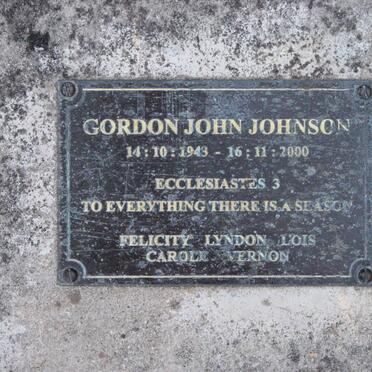 GORDON JOHN JOHNSON
14:10:1943 - 16:11:2000
ECCLESIASTES 3
TO EVERYTHING THERE IS A SEASON
FELICITY LYNDON LOIS
CAROLE VERNON